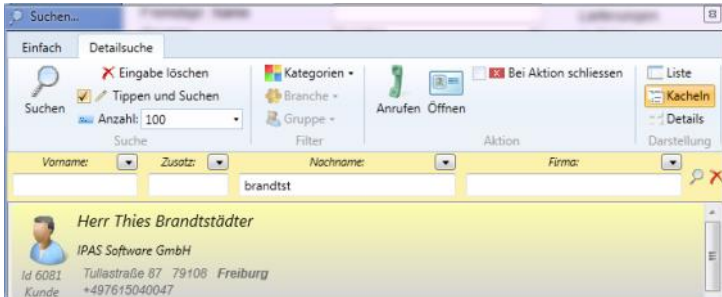 Suchen...
Einfach Detailsuche
Suchen
Eingabe löschen
Tippen und Suchen
Anzahl: 100
Suche
Kategorien
Branche
Gruppe
Filter
Anrufen Öffnen
Bei Aktion schliessen
Aktion
Liste
Kacheln
Details
Darstellung
Vorname: Zusatz: Nachname: Firma:
brandtst
Herr Thies Brandtstädter
IPAS Software GmbH
Id 6081 Tullastraße 87 79108 Freiburg
Kunde +497615040047